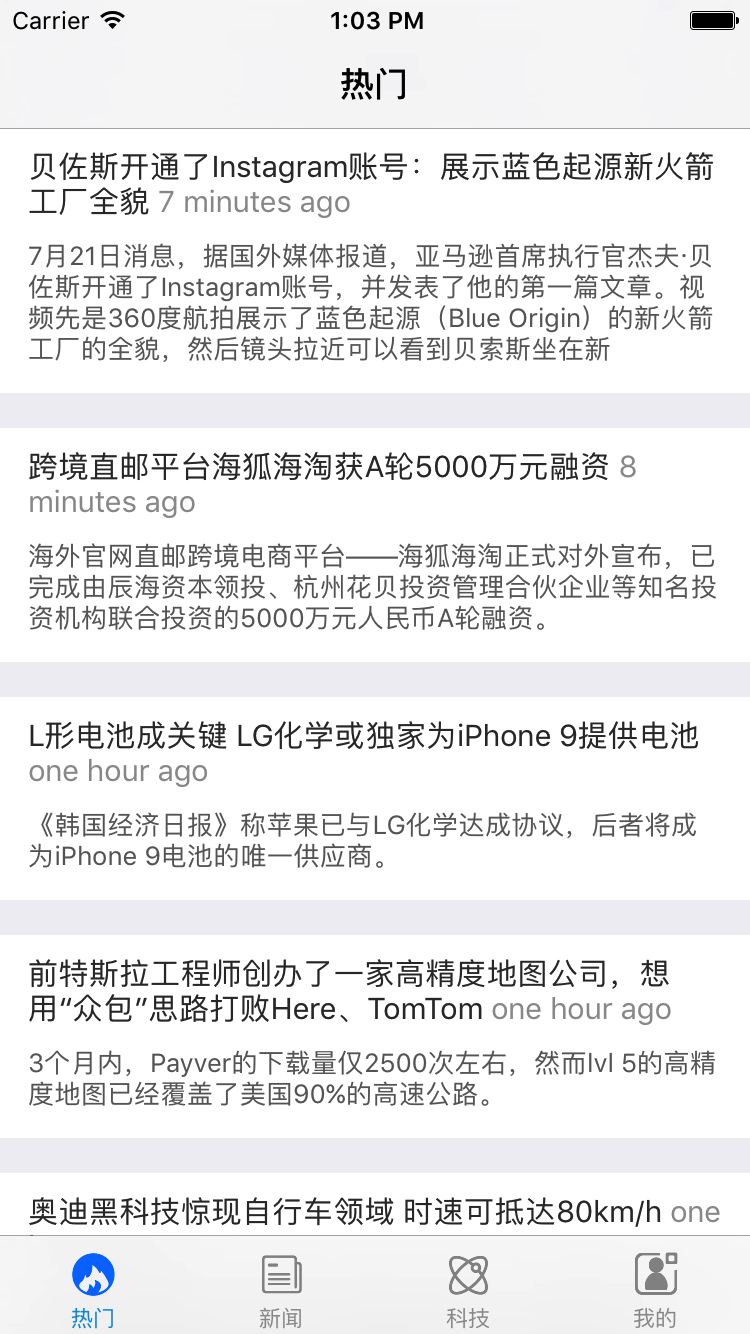 Carrier 1:03 PM
热门
贝佐斯开通了Instagram账号：展示蓝色起源新火箭
工厂全貌 7 minutes ago
7月21日消息，据国外媒体报道，亚马逊首席执行官杰夫·贝
佐斯开通了Instagram账号，并发表了他的第一篇文章。视
频先是360度航拍展示了蓝色起源（Blue Origin）的新火箭
工厂的全貌，然后镜头拉近可以看到贝索斯坐在新
跨境直邮平台海狐海淘获A轮5000万元融资 8
minutes ago
海外官网直邮跨境电商平台——海狐海淘正式对外宣布，已
完成由辰海资本领投、杭州花贝投资管理合伙企业等知名投
资机构联合投资的5000万元人民币A轮融资。
L形电池成关键 LG化学或独家为iPhone 9提供电池
one hour ago
《韩国经济日报》称苹果已与LG化学达成协议，后者将成
为iPhone 9电池的唯一供应商。
前特斯拉工程师创办了一家高精度地图公司，想
用“众包”思路打败Here、TomTom one hour ago
3个月内，Payver的下载量仅2500次左右，然而lvl 5的高精
度地图已经覆盖了美国90%的高速公路。
奥迪黑科技惊现自行车领域 时速可抵达80km/h one
热门 新闻 科技 我的